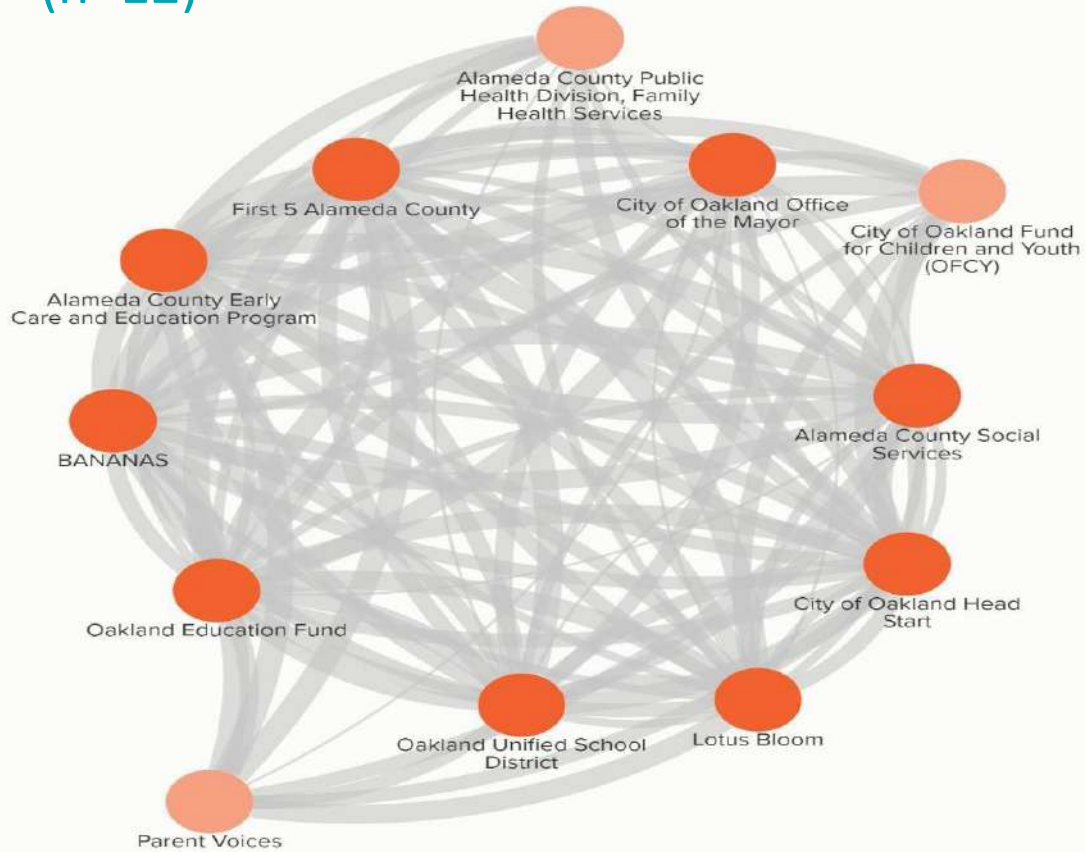 Alameda County Public
Health Division, Family
Health Services
First 5 Alameda County
City of Oakland Office
of the Mayor
City of Oakland Fund
for Children and Youth
(OFCY)
Alameda County Early
Care and Education Program
BANANAS
Alameda County Social
Services
City of Oakland Head
Start
Oakland Education Fund
Oakland Unified School
District
Lotus Bloom
Parent Voices